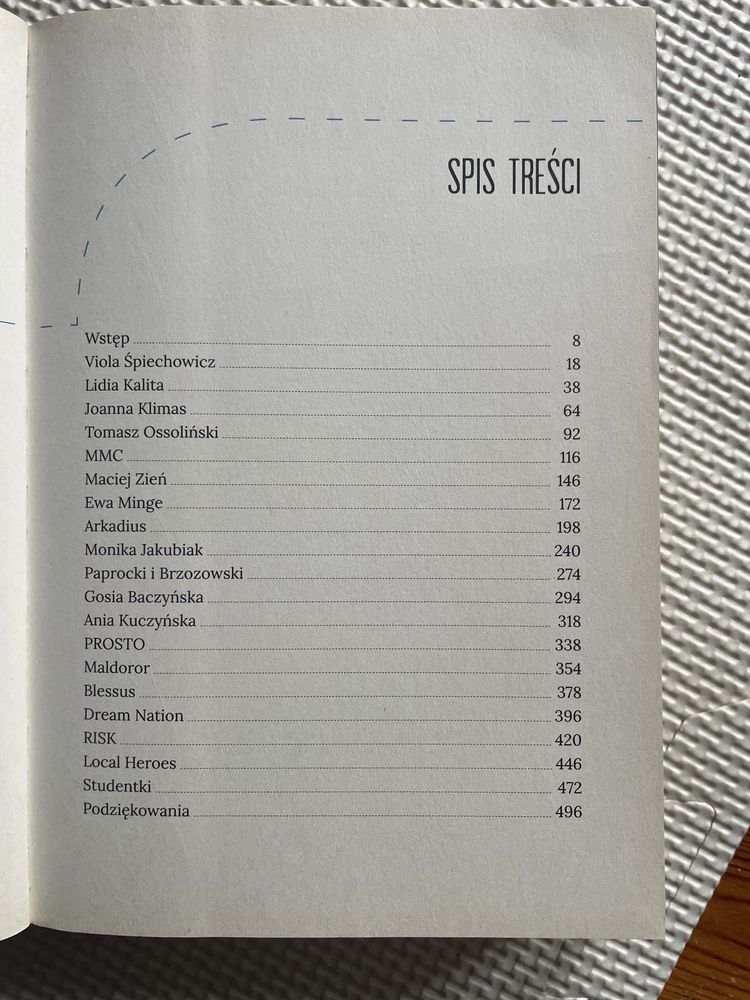 SPIS TREŚCI
Wstęp 8
Viola Śpiechowicz 18
Lidia Kalita 38
Joanna Klimas 64
Tomasz Ossoliński 92
MMC 116
Maciej Zień 146
Ewa Minge 172
Arkadius 198
Monika Jakubiak 240
Paprocki i Brzozowski 274
Gosia Baczyńska 294
Ania Kuczyńska 318
PROSTO 338
Maldoror 354
Blessus 378
Dream Nation 396
RISK 420
Local Heroes 446
Studentki 472
Podziękowania 496